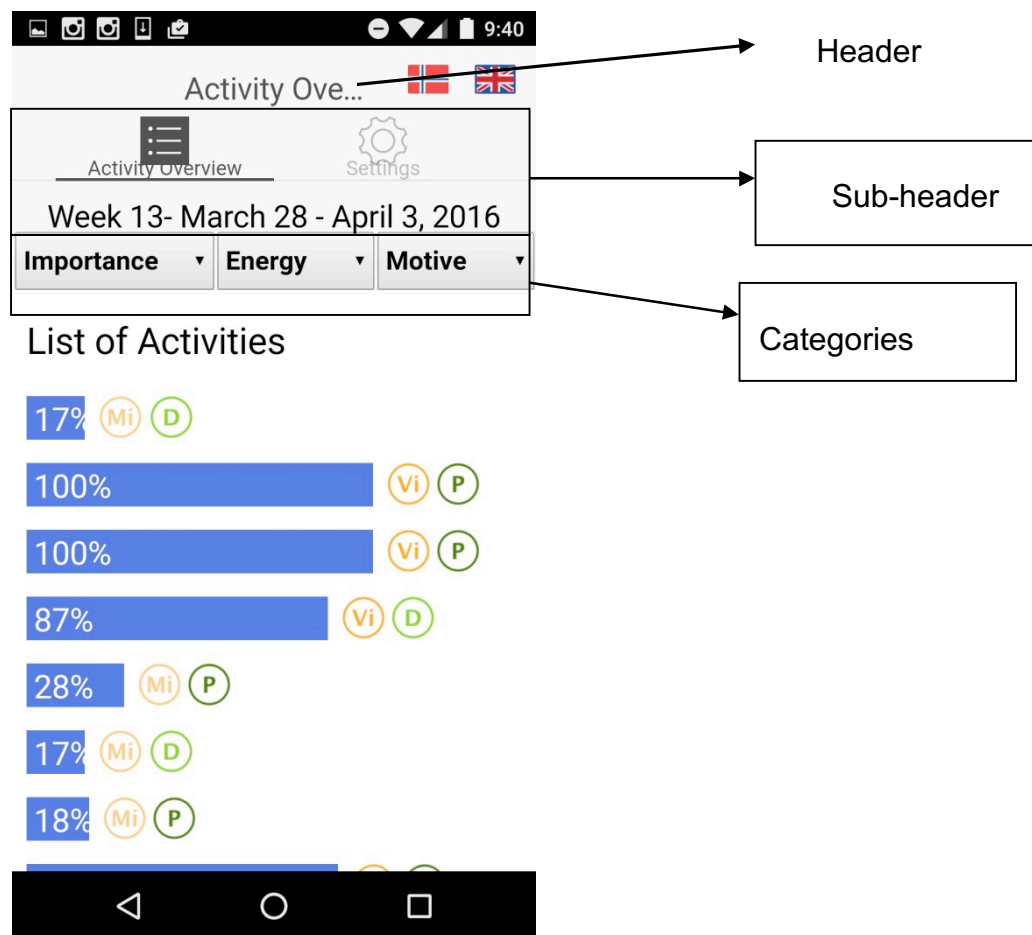 9:40
Header
Activity Ove...
Activity Overview
Settings
Sub-header
Week 13- March 28 - April 3, 2016
Importance Energy Motive
Categories
List of Activities
17% Mi D
100% Vi P
100% Vi P
87% Vi D
28% Mi P
17% Mi D
18% Mi P